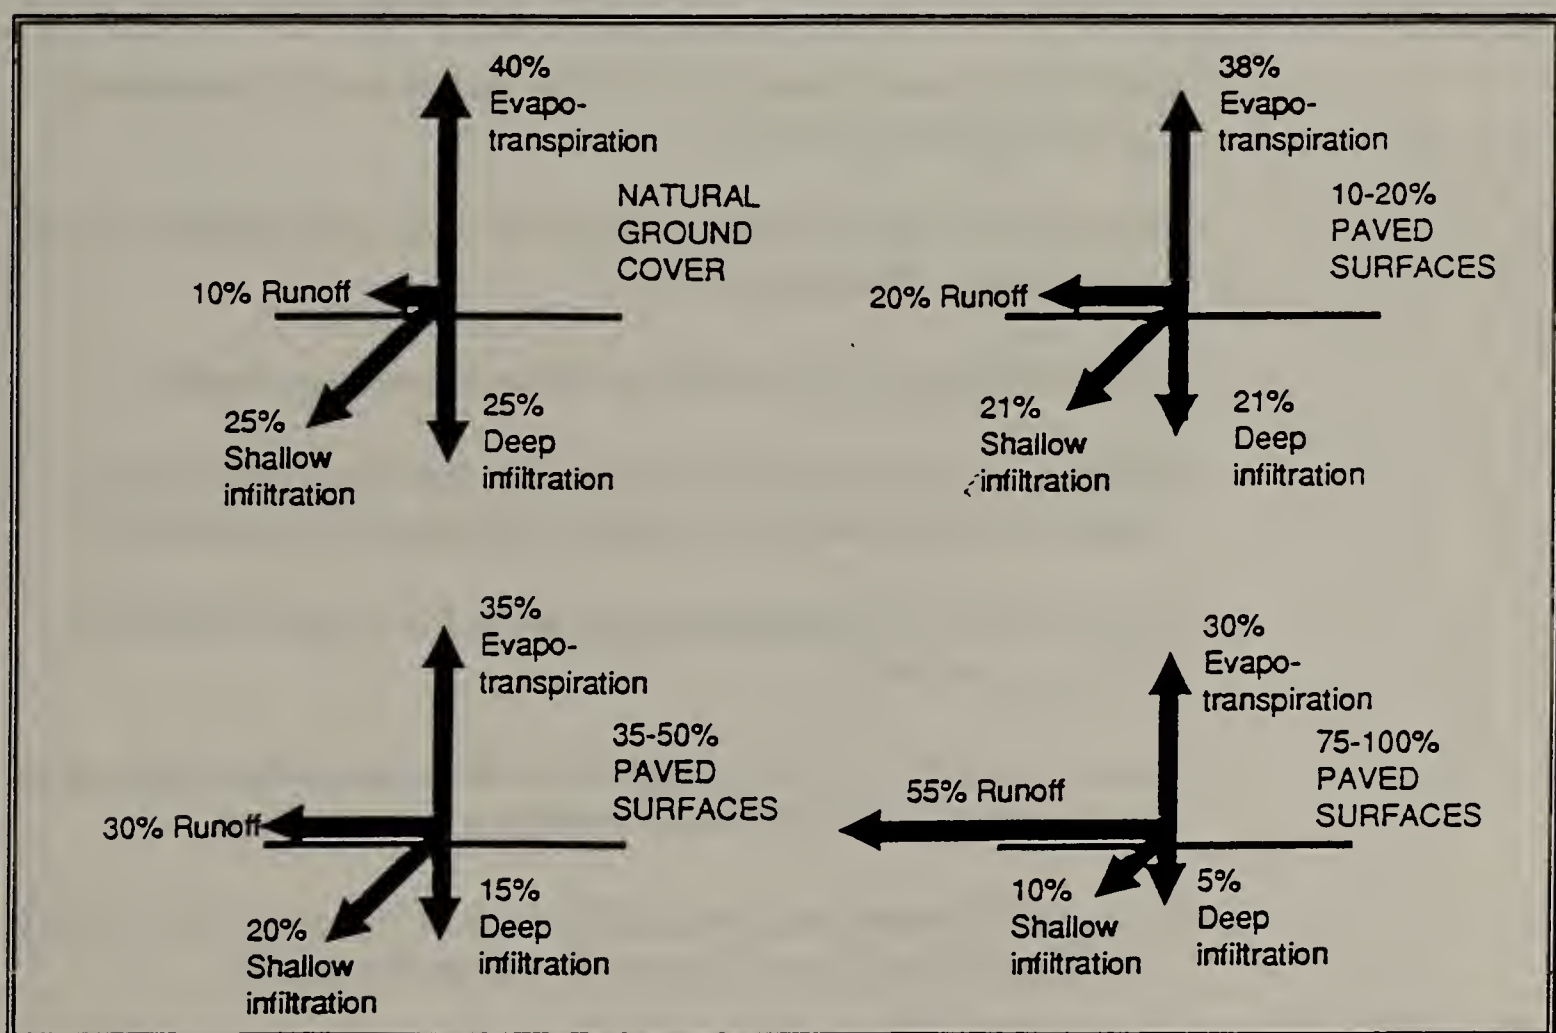 40%
Evapo-
transpiration
NATURAL
GROUND
COVER
10% Runoff
25%
Shallow
infiltration
25%
Deep
infiltration
38%
Evapo-
transpiration
10-20%
PAVED
SURFACES
20% Runoff
21%
Shallow
infiltration
21%
Deep
infiltration
35%
Evapo-
transpiration
35-50%
PAVED
SURFACES
30% Runoff
20%
Shallow
infiltration
15%
Deep
infiltration
30%
Evapo-
transpiration
75-100%
PAVED
SURFACES
55% Runoff
10%
Shallow
infiltration
5%
Deep
infiltration